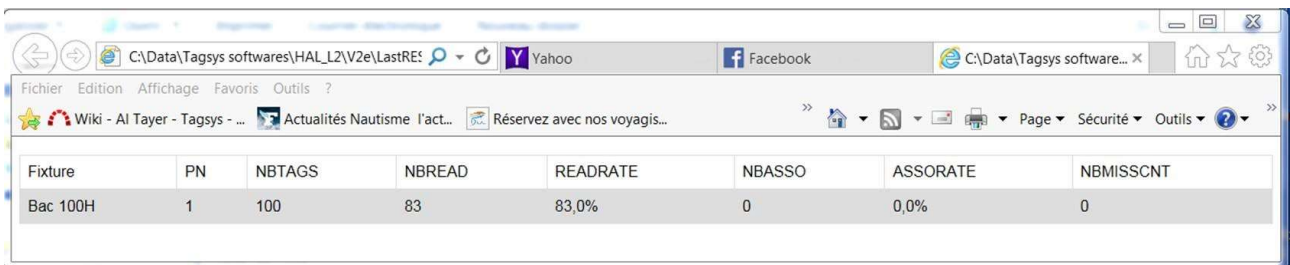 C:\Data\Tagsys softwares\HAL_L2\V2e\LastRES
Yahoo
Facebook
C:\Data\Tagsys software...
Fichier Edition Affichage Favoris Outils ?
Wiki - Al Tayer - Tagsys - ... Actualités Nautisme l'act... Réservez avec nos voyagis... Page Sécurité Outils
Fixture PN NBTAGS NBREAD READRATE NBASSO ASSORATE NBMISSCNT
Bac 100H 1 100 83 83,0% 0 0,0% 0